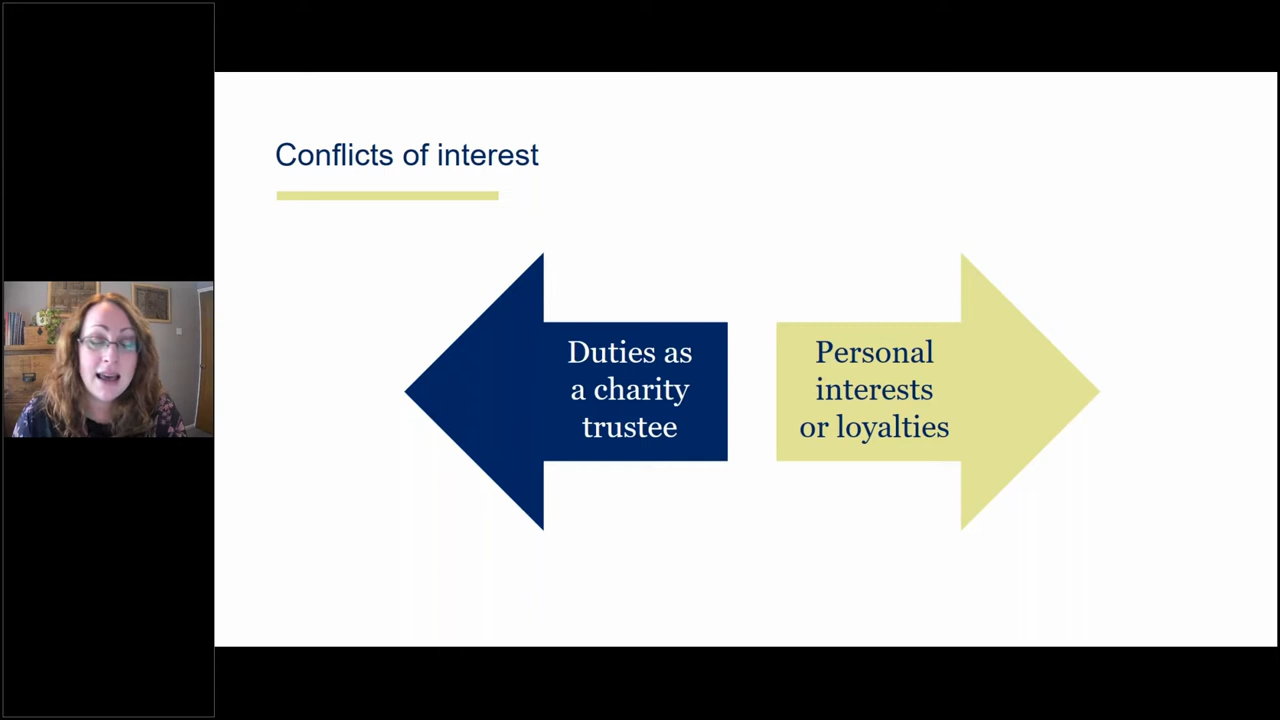 Conflicts of interest
Duties as
a charity
trustee
Personal
interests
or loyalties